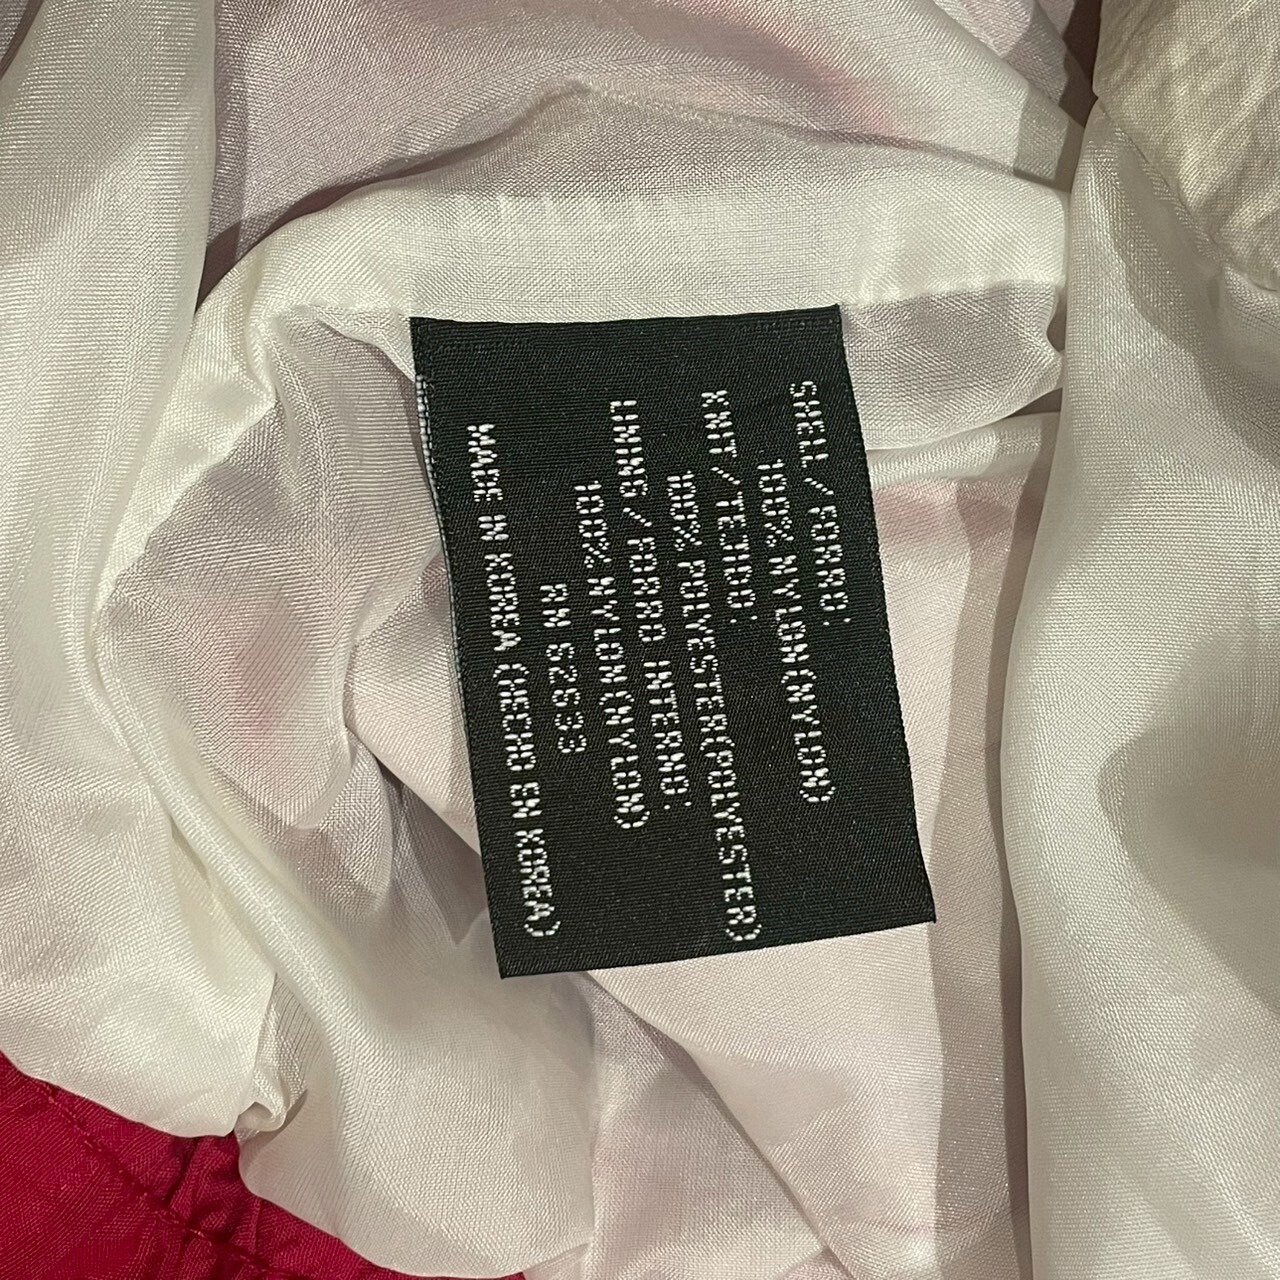 SHELL/FORRO:
100% NYLON(NYLON)
KNIT/TEJIDO:
100% POLYESTER(POLYESTER)
LINING/FORRO INTERNO:
100% NYLON(NYLON)
RN 52633
MADE IN KOREA (HECHO EN KOREA)